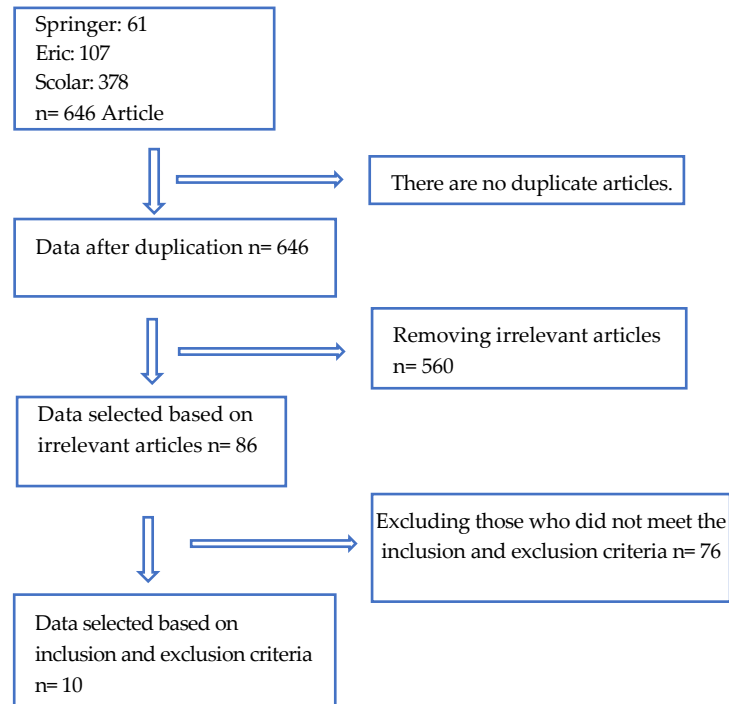 Springer: 61
Eric: 107
Scolar: 378
n= 646 Article
There are no duplicate articles.
Data after duplication n= 646
Removing irrelevant articles
n= 560
Data selected based on
irrelevant articles n= 86
Excluding those who did not meet the
inclusion and exclusion criteria n= 76
Data selected based on
inclusion and exclusion criteria
n= 10